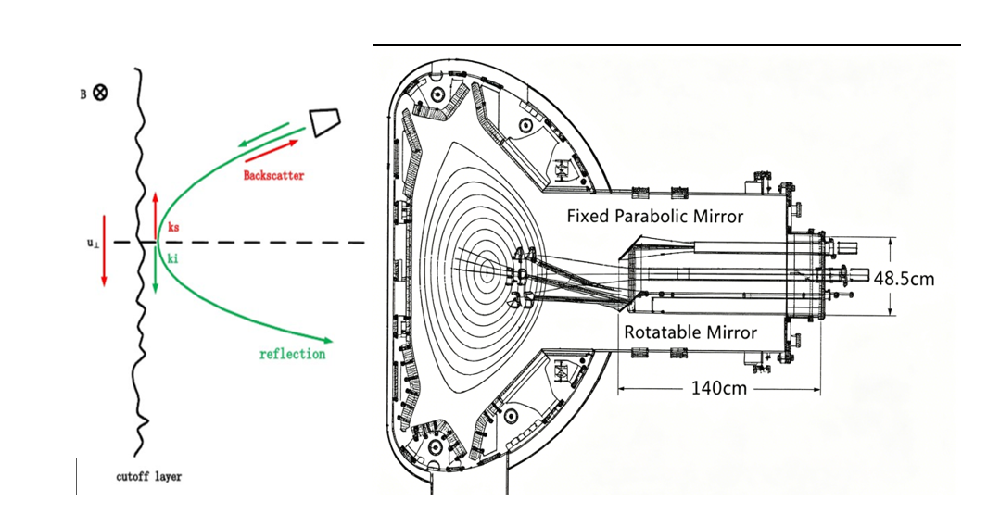 B
Backscatter
ks
u⊥
ki
reflection
cutoff layer
Fixed Parabolic Mirror
48.5cm
Rotatable Mirror
140cm